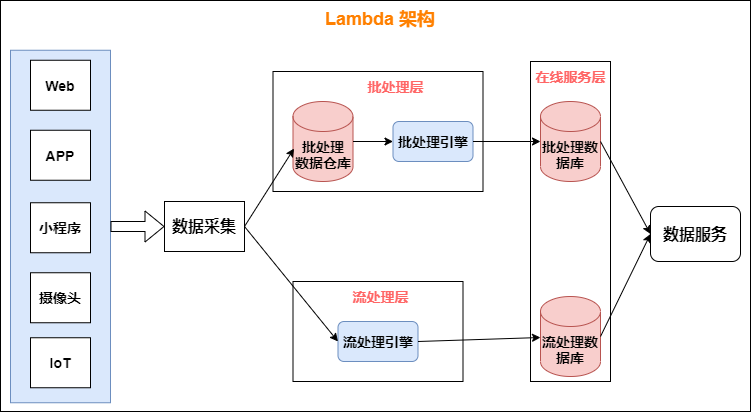 Lambda 架构
Web
APP
小程序
摄像头
IoT
数据采集
批处理层
批处理
数据仓库
批处理引擎
流处理层
流处理引擎
在线服务层
批处理数
据库
流处理数
据库
数据服务